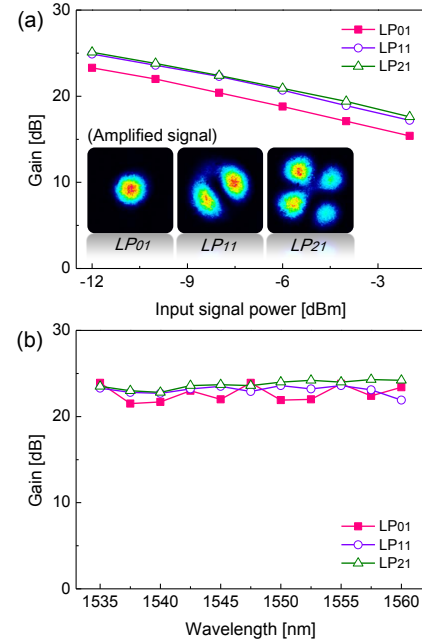 (a)
LP01
LP11
LP21
30
20
10
0
Gain [dB]
(Amplified signal)
LP01 LP11 LP21
-12 -9 -6 -3
Input signal power [dBm]
(b)
30
20
10
0
Gain [dB]
LP01
LP11
LP21
1535 1540 1545 1550 1555 1560
Wavelength [nm]